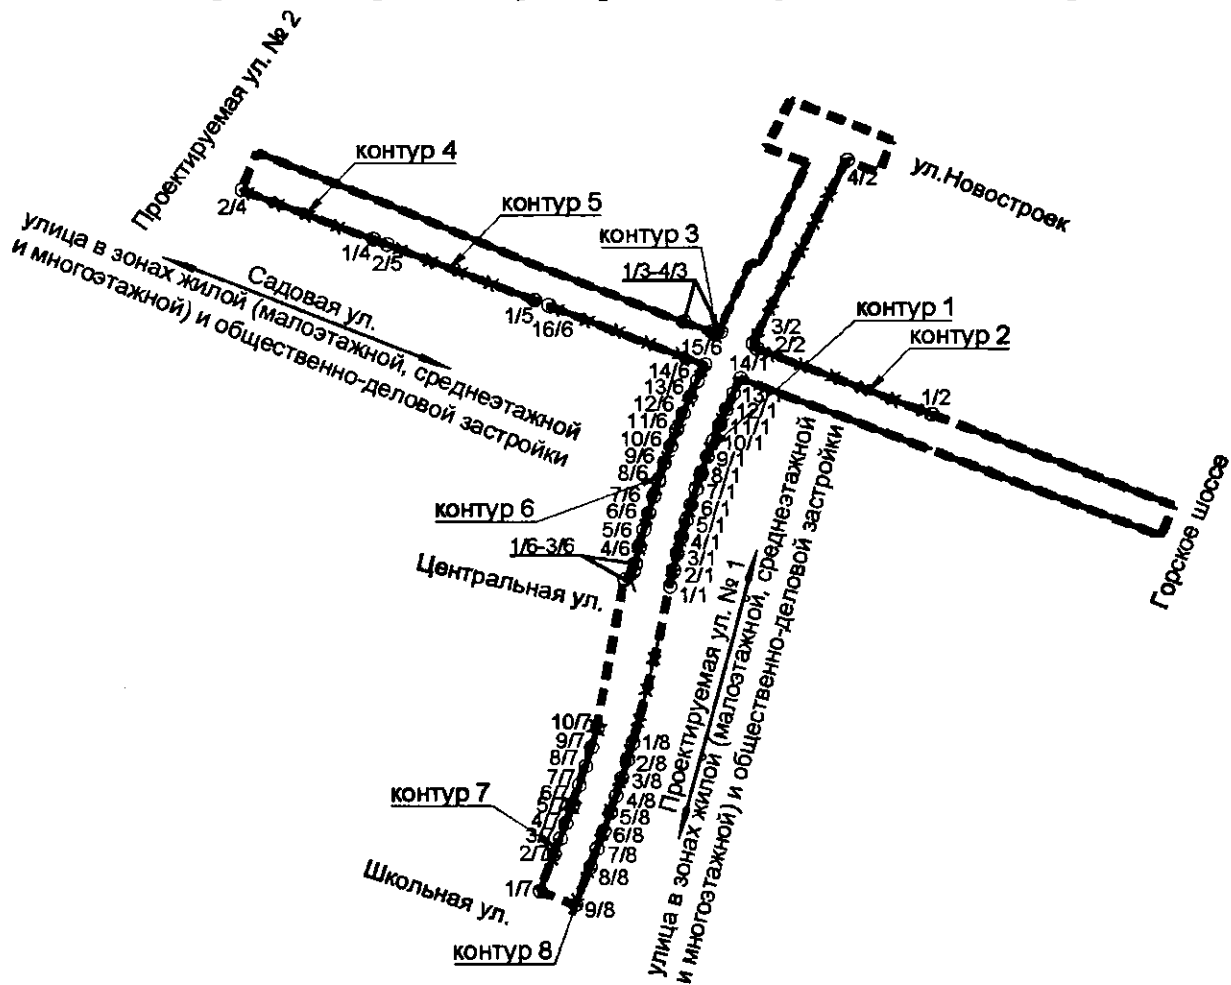 Проектируемая ул. № 2
ул.Новостроек
контур 4
контур 5
контур 3
1/3-4/3
4/2
2/4
1/4
2/5
1/5
16/6
улица в зонах жилой (малоэтажной, среднеэтажной
и многоэтажной) и общественно-деловой застройки
Садовая ул.
контур 1
контур 2
3/2
2/2
1/2
15/6
14/6
13/6
12/6
11/6
10/6
9/6
8/6
7/6
6/6
5/6
4/6
1/6-3/6
контур 6
14/1
13/1
12/1
11/1
10/1
9/1
8/1
7/1
6/1
5/1
4/1
3/1
2/1
1/1
Горское шоссе
Центральная ул.
Проектируемая ул. № 1
улица в зонах жилой (малоэтажной, среднеэтажной
и многоэтажной) и общественно-деловой застройки
10/7
9/7
8/7
7/7
6/7
5/7
4/7
3/7
2/7
1/7
контур 7
1/8
2/8
3/8
4/8
5/8
6/8
7/8
8/8
9/8
Школьная ул.
контур 8